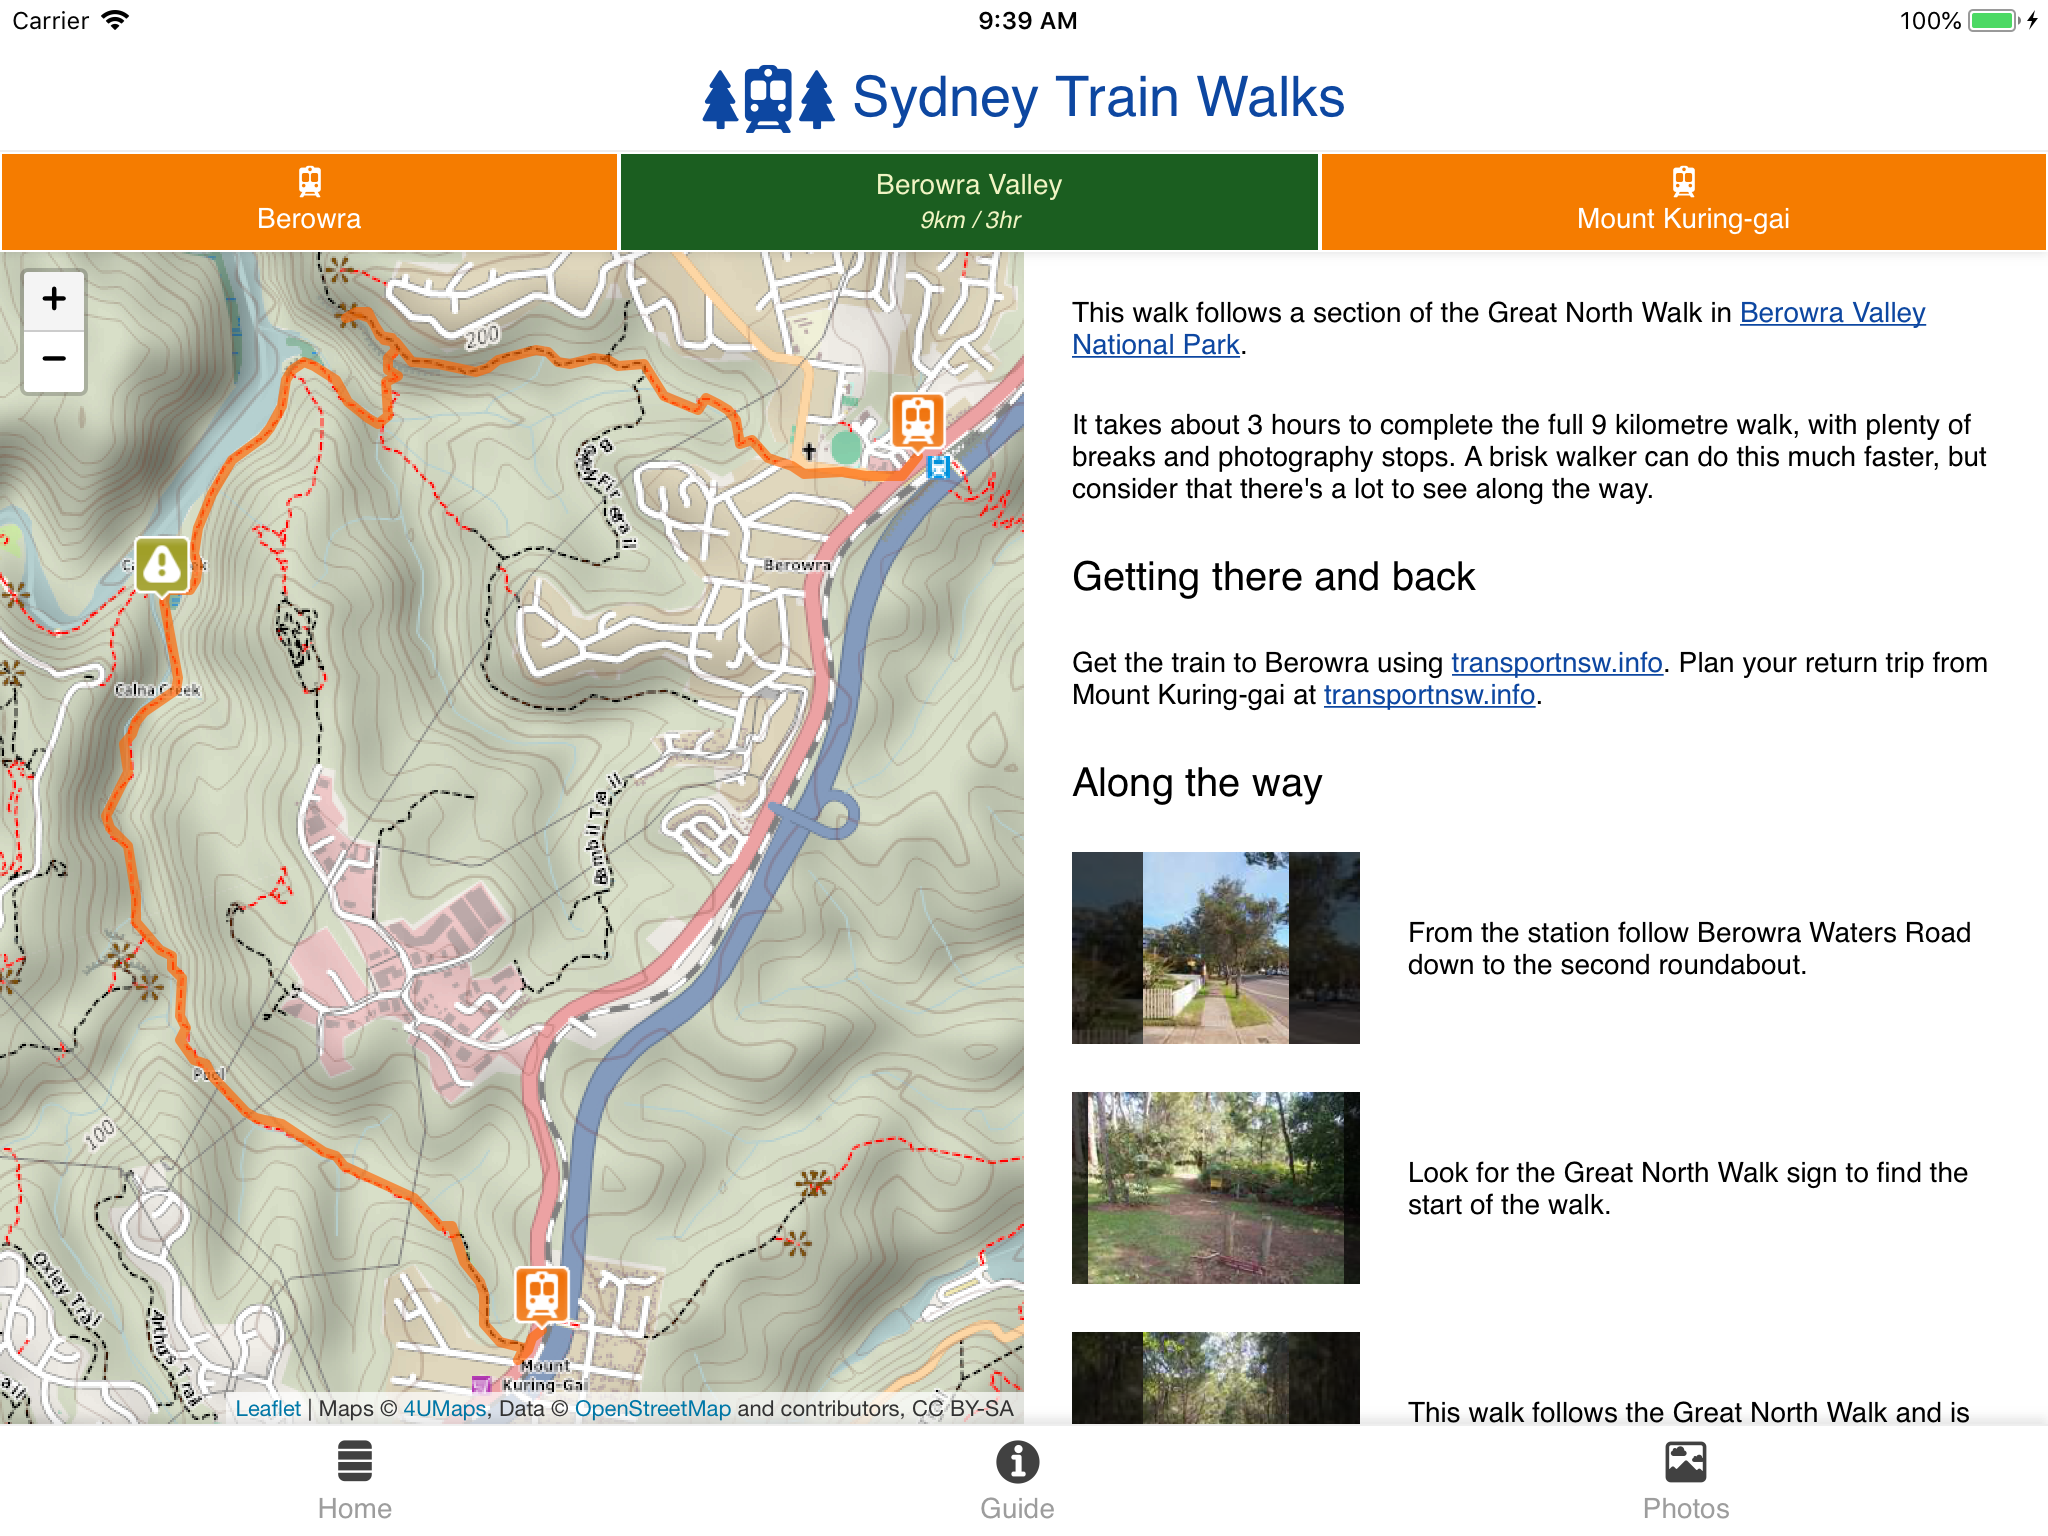 Carrier
9:39 AM
100%
Sydney Train Walks
Berowra
Berowra Valley
9km / 3hr
Mount Kuring-gai
+
−
200
Berowra
Calna Creek
Bambil Trail
Pool
100
Oxley Trail
Mount
Kuring-Gai
Leaflet | Maps © 4UMaps, Data © OpenStreetMap and contributors, CC BY-SA
This walk follows a section of the Great North Walk in Berowra Valley
National Park.
It takes about 3 hours to complete the full 9 kilometre walk, with plenty of
breaks and photography stops. A brisk walker can do this much faster, but
consider that there's a lot to see along the way.
Getting there and back
Get the train to Berowra using transportnsw.info. Plan your return trip from
Mount Kuring-gai at transportnsw.info.
Along the way
From the station follow Berowra Waters Road
down to the second roundabout.
Look for the Great North Walk sign to find the
start of the walk.
This walk follows the Great North Walk and is
Home
Guide
Photos